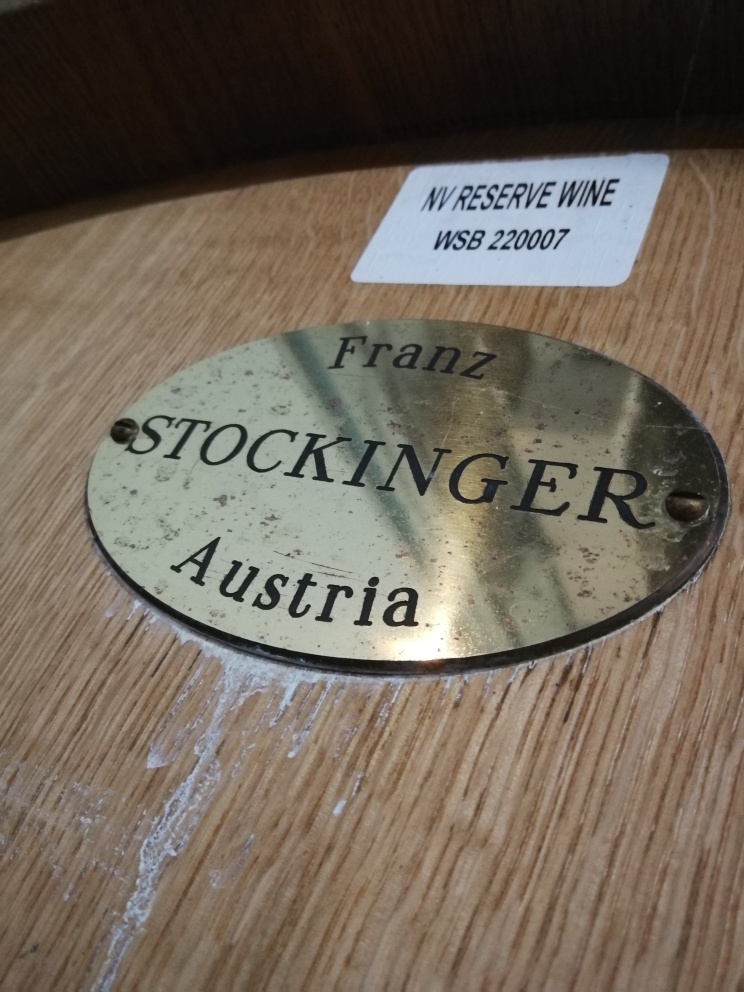 NV RESERVE WINE
WSB 220007
Franz
STOCKINGER
Austria